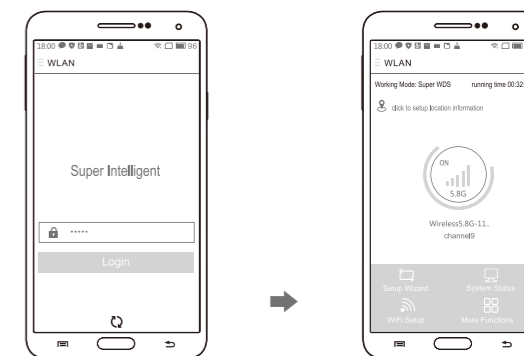 18:00
96
WLAN
Super Intelligent
*****
Login
18:00
WLAN
Working Mode: Super WDS
running time 00:32:
click to setup location information
ON
5.8G
Wireless5.8G-11..
channel9
Setup Wizard
System Status
WiFi Setup
More Functions